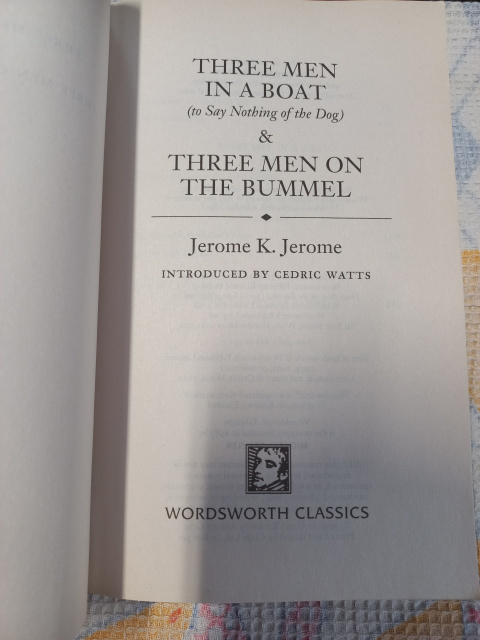 THREE MEN
IN A BOAT
(to Say Nothing of the Dog)
&
THREE MEN ON
THE BUMMEL
Jerome K. Jerome
INTRODUCED BY CEDRIC WATTS
WORDSWORTH CLASSICS